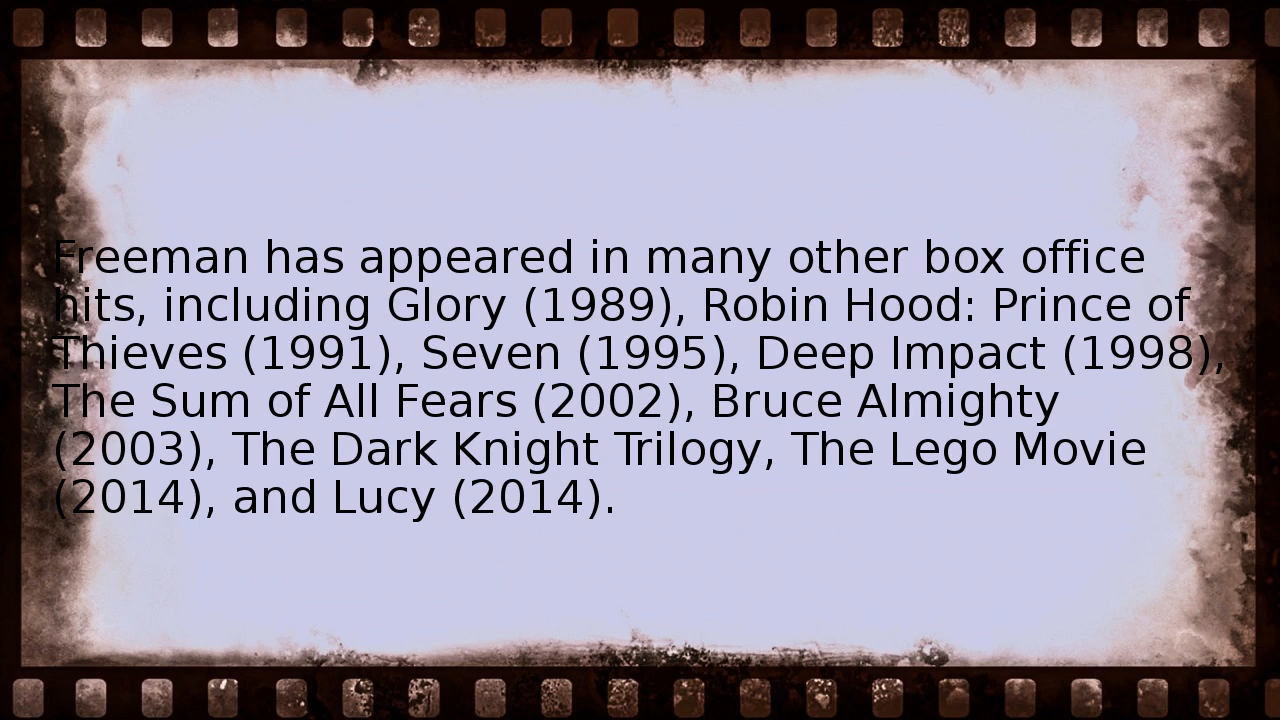 Freeman has appeared in many other box office
hits, including Glory (1989), Robin Hood: Prince of
Thieves (1991), Seven (1995), Deep Impact (1998),
The Sum of All Fears (2002), Bruce Almighty
(2003), The Dark Knight Trilogy, The Lego Movie
(2014), and Lucy (2014).